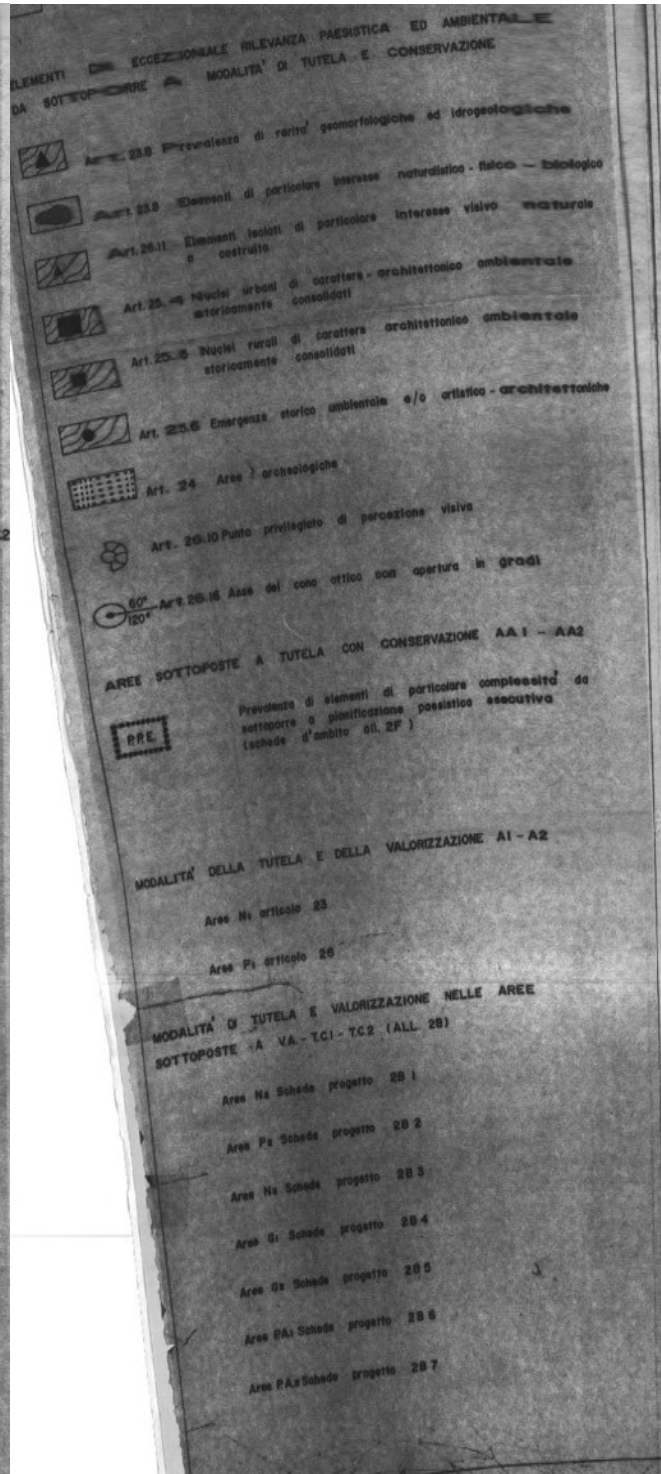 ELEMENTI DI ECCEZIONALE RILEVANZA PAESISTICA ED AMBIENTALE
DA SOTTOPORRE A MODALITA' DI TUTELA E CONSERVAZIONE
Art. 23.8 Prevalenza di rarita' geomorfologiche ed idrogeologiche
Art. 23.8 Elementi di particolare interesse naturalistico - fisico - biologico
Art. 26.11 Elementi isolati di particolare interesse visivo naturale
o costruito
Art. 25.4 Nuclei urbani di carattere - architettonico ambientale
storicamente consolidati
Art. 25.5 Nuclei rurali di carattere architettonico ambientale
storicamente consolidati
Art. 25.6 Emergenze storico ambientale e/o artistico - architettoniche
Art. 24 Aree archeologiche
Art. 26.10 Punto privilegiato di percezione visiva
60°
120°
Art. 26.16 Asse del cono ottico con apertura in gradi
AREE SOTTOPOSTE A TUTELA CON CONSERVAZIONE AA1 - AA2
P.P.E.
Prevalenza di elementi di particolare complessita' da
sottoporre a pianificazione paesistica esecutiva
(schede d'ambito all. 2F )
MODALITA' DELLA TUTELA E DELLA VALORIZZAZIONE A1 - A2
Aree N1 articolo 23
Aree P1 articolo 26
MODALITA' DI TUTELA E VALORIZZAZIONE NELLE AREE
SOTTOPOSTE A V.A. - T.C.1 - T.C.2 (ALL. 2B)
Aree N2 Schede progetto 2B 1
Aree P2 Schede progetto 2B 2
Aree N3 Schede progetto 2B 3
Aree G1 Schede progetto 2B 4
Aree G2 Schede progetto 2B 5
Aree P.A.1 Schede progetto 2B 6
Aree P.A.2 Schede progetto 2B 7